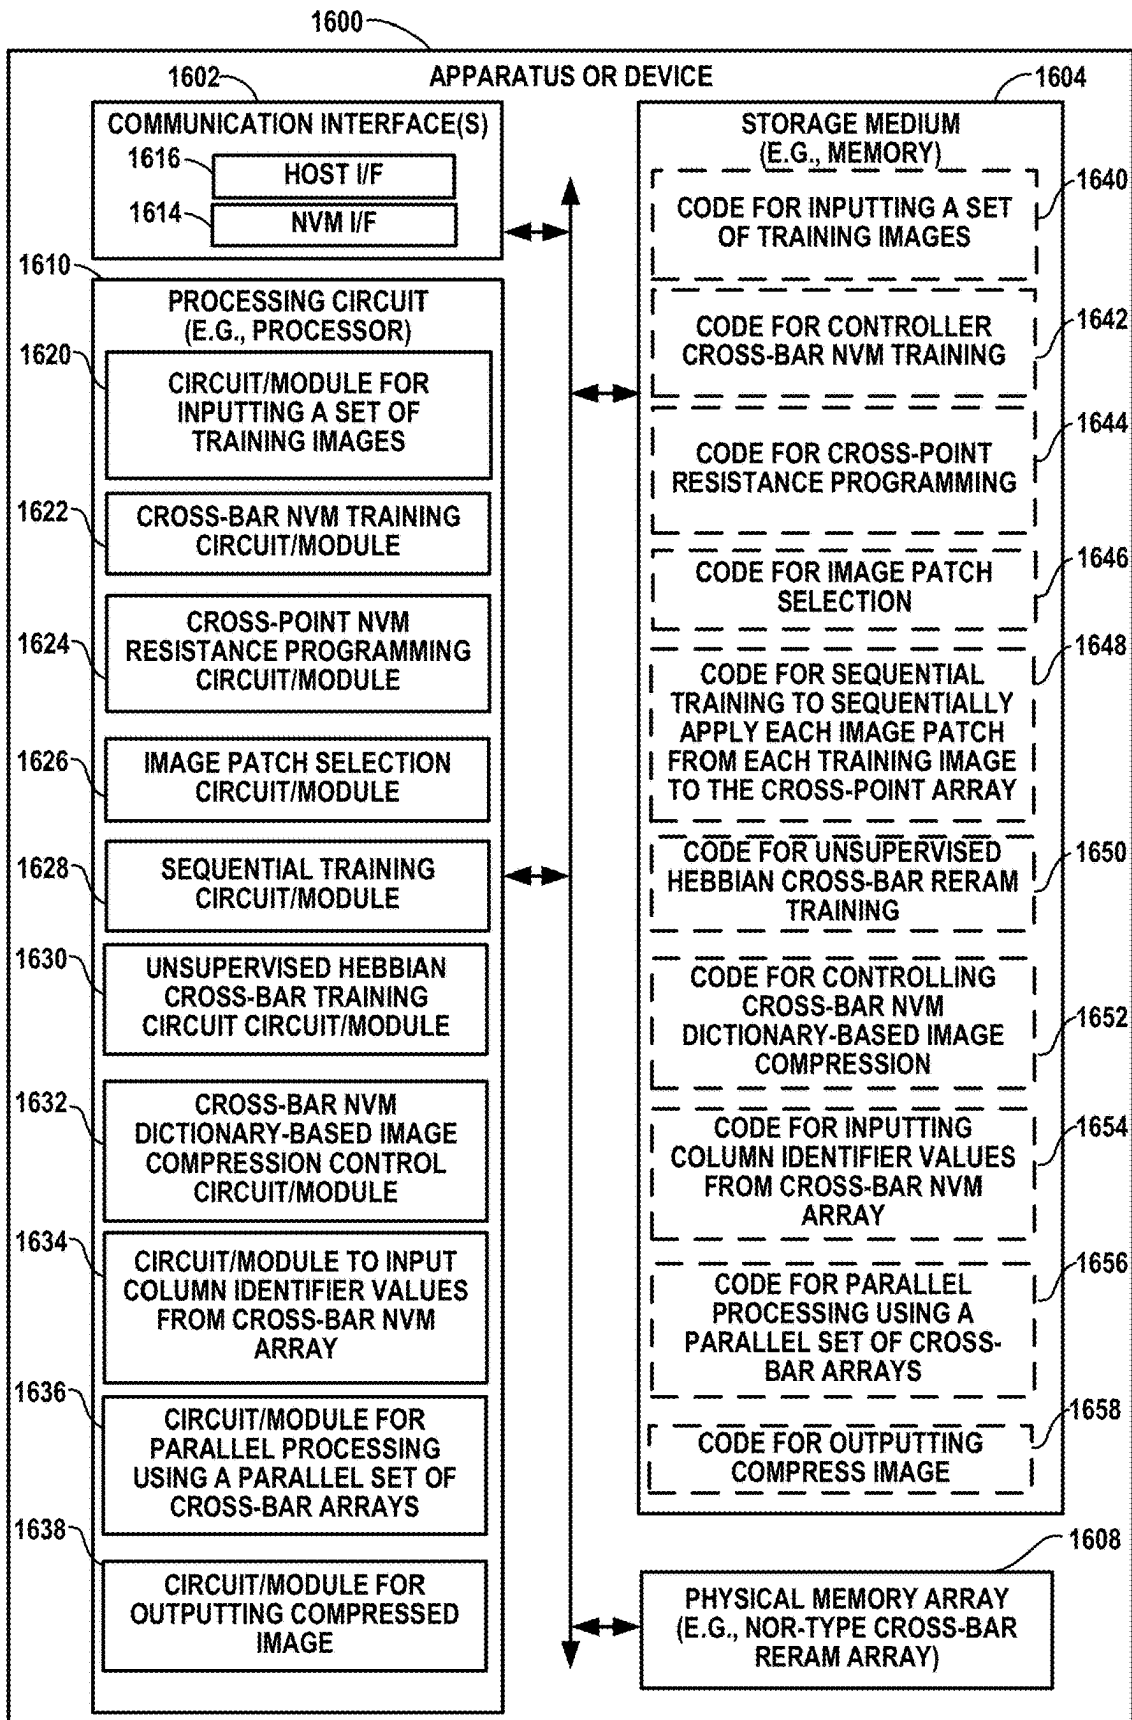 1600
APPARATUS OR DEVICE
1602
COMMUNICATION INTERFACE(S)
1616
HOST I/F
1614
NVM I/F
1610
PROCESSING CIRCUIT
(E.G., PROCESSOR)
1620
CIRCUIT/MODULE FOR
INPUTTING A SET OF
TRAINING IMAGES
1622
CROSS-BAR NVM TRAINING
CIRCUIT/MODULE
1624
CROSS-POINT NVM
RESISTANCE PROGRAMMING
CIRCUIT/MODULE
1626
IMAGE PATCH SELECTION
CIRCUIT/MODULE
1628
SEQUENTIAL TRAINING
CIRCUIT/MODULE
1630
UNSUPERVISED HEBBIAN
CROSS-BAR TRAINING
CIRCUIT CIRCUIT/MODULE
1632
CROSS-BAR NVM
DICTIONARY-BASED IMAGE
COMPRESSION CONTROL
CIRCUIT/MODULE
1634
CIRCUIT/MODULE TO INPUT
COLUMN IDENTIFIER VALUES
FROM CROSS-BAR NVM
ARRAY
1636
CIRCUIT/MODULE FOR
PARALLEL PROCESSING
USING A PARALLEL SET OF
CROSS-BAR ARRAYS
1638
CIRCUIT/MODULE FOR
OUTPUTTING COMPRESSED
IMAGE
1604
STORAGE MEDIUM
(E.G., MEMORY)
1640
CODE FOR INPUTTING A SET
OF TRAINING IMAGES
1642
CODE FOR CONTROLLER
CROSS-BAR NVM TRAINING
1644
CODE FOR CROSS-POINT
RESISTANCE PROGRAMMING
1646
CODE FOR IMAGE PATCH
SELECTION
1648
CODE FOR SEQUENTIAL
TRAINING TO SEQUENTIALLY
APPLY EACH IMAGE PATCH
FROM EACH TRAINING IMAGE
TO THE CROSS-POINT ARRAY
1650
CODE FOR UNSUPERVISED
HEBBIAN CROSS-BAR RERAM
TRAINING
1652
CODE FOR CONTROLLING
CROSS-BAR NVM
DICTIONARY-BASED IMAGE
COMPRESSION
1654
CODE FOR INPUTTING
COLUMN IDENTIFIER VALUES
FROM CROSS-BAR NVM
ARRAY
1656
CODE FOR PARALLEL
PROCESSING USING A
PARALLEL SET OF CROSS-
BAR ARRAYS
1658
CODE FOR OUTPUTTING
COMPRESS IMAGE
1608
PHYSICAL MEMORY ARRAY
(E.G., NOR-TYPE CROSS-BAR
RERAM ARRAY)